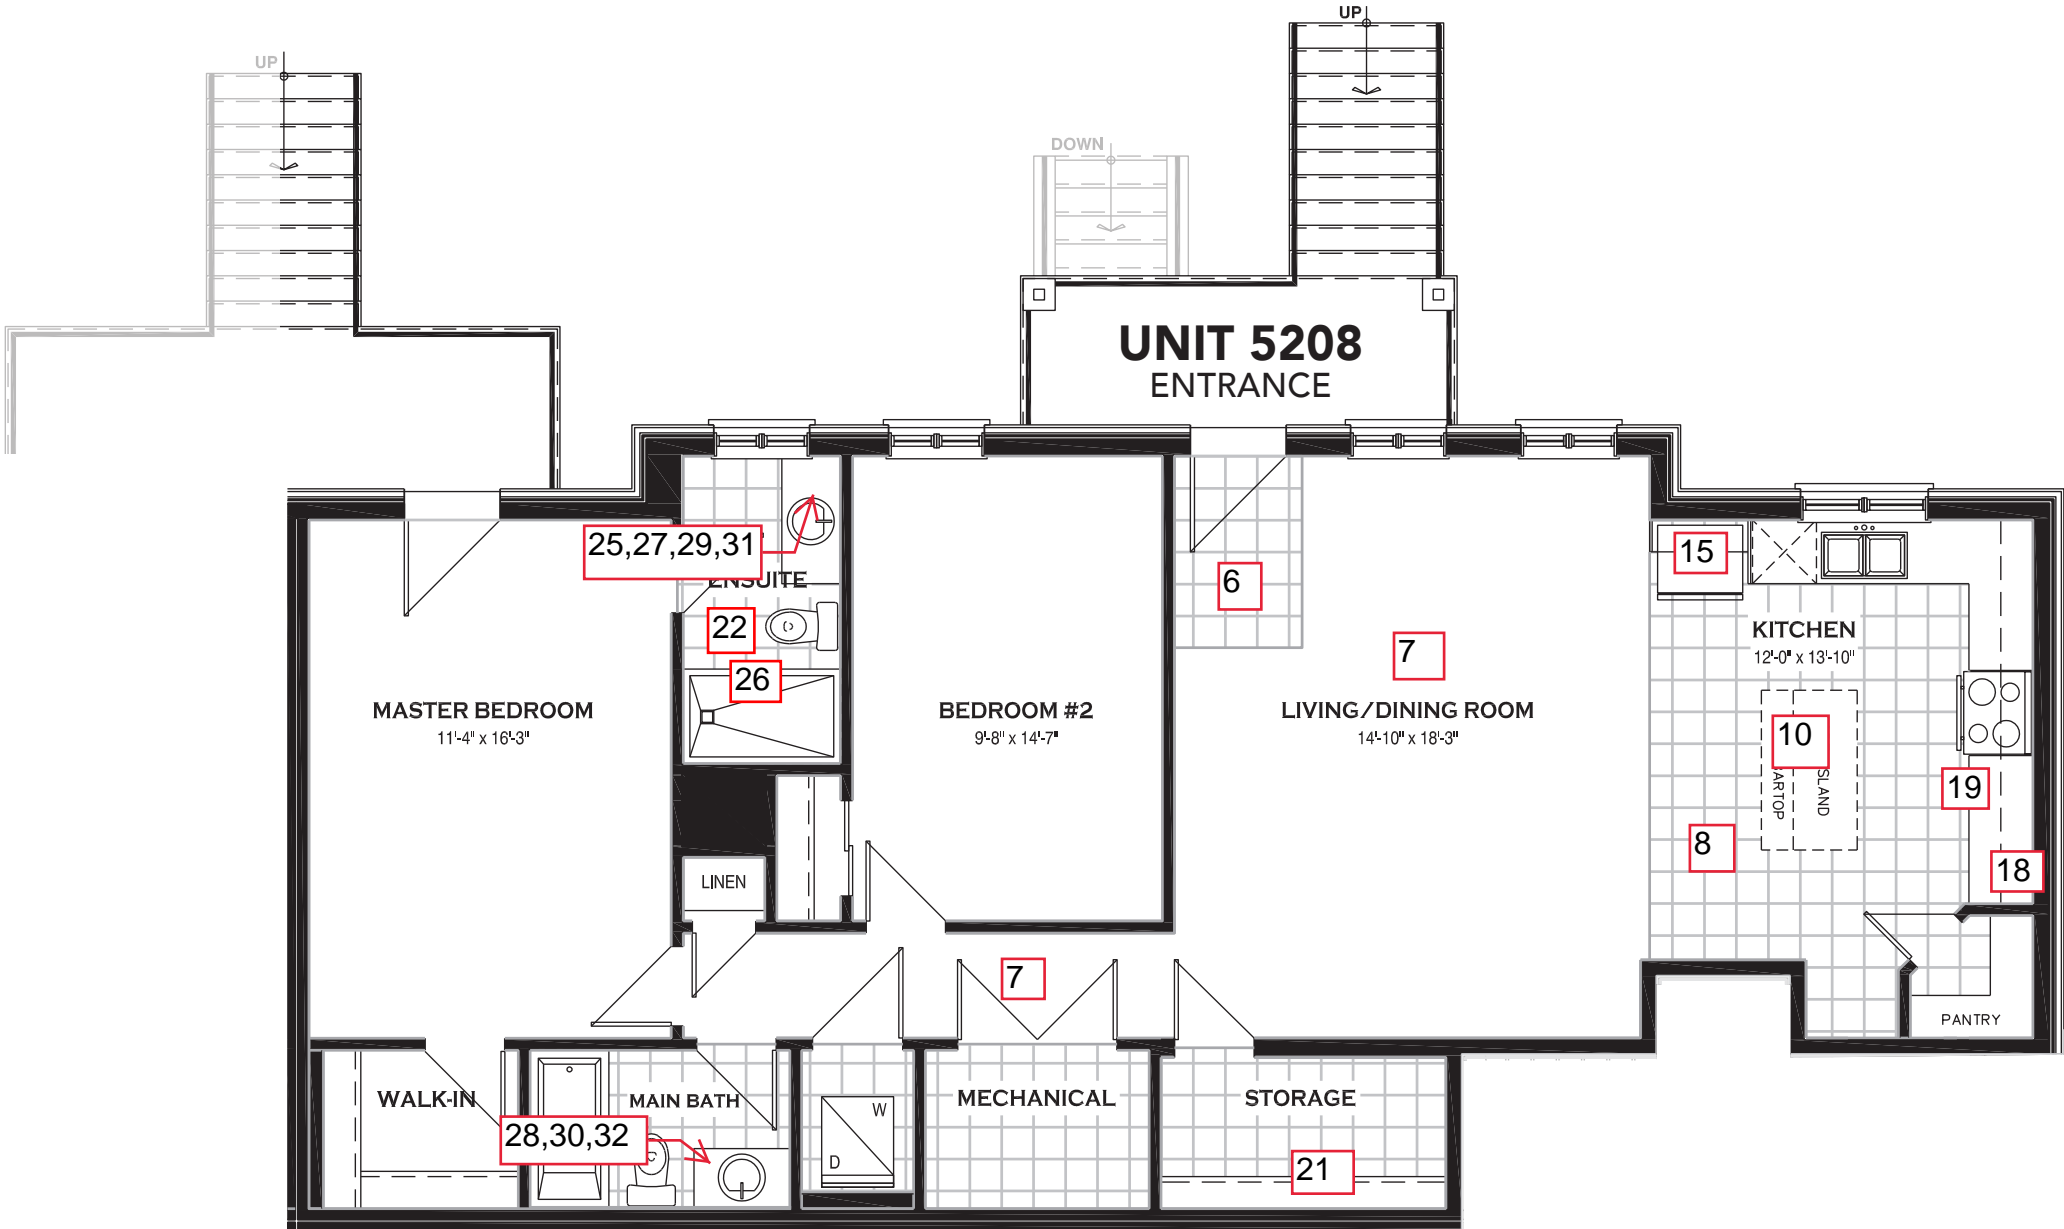 UP
UP
DOWN
UNIT 5208
ENTRANCE
25,27,29,31
ENSUITE
22
26
6
7
15
KITCHEN
12'-0" x 13'-10"
MASTER BEDROOM
11'-4" x 16'-3"
BEDROOM #2
9'-8" x 14'-7"
LIVING/DINING ROOM
14'-10" x 18'-3"
10
SLAND
ARTOP
19
8
18
LINEN
7
PANTRY
WALK-IN
MAIN BATH
28,30,32
W
D
MECHANICAL
STORAGE
21